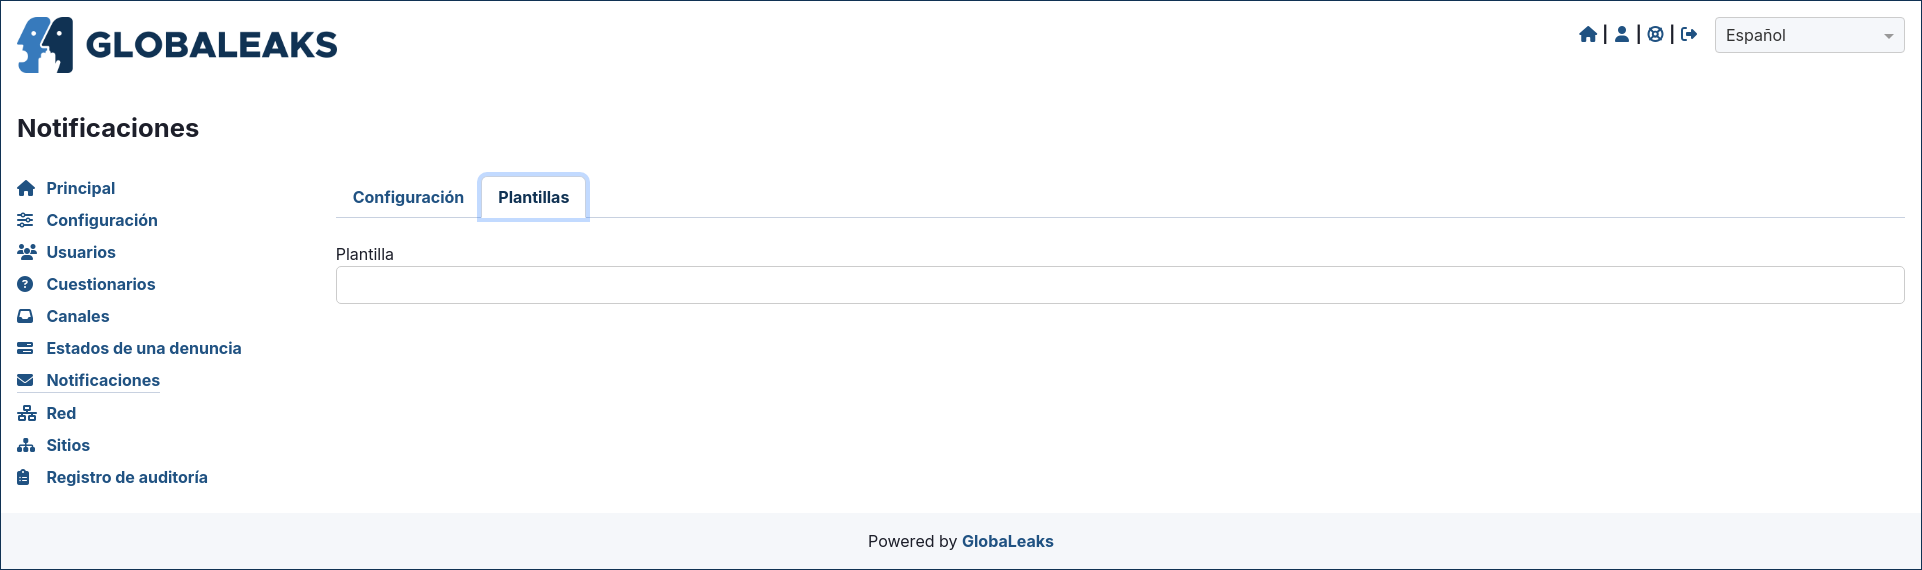 GLOBALEAKS
Español
Notificaciones
Principal
Configuración
Usuarios
Cuestionarios
Canales
Estados de una denuncia
Notificaciones
Red
Sitios
Registro de auditoría
Configuración
Plantillas
Plantilla
Powered by GlobaLeaks